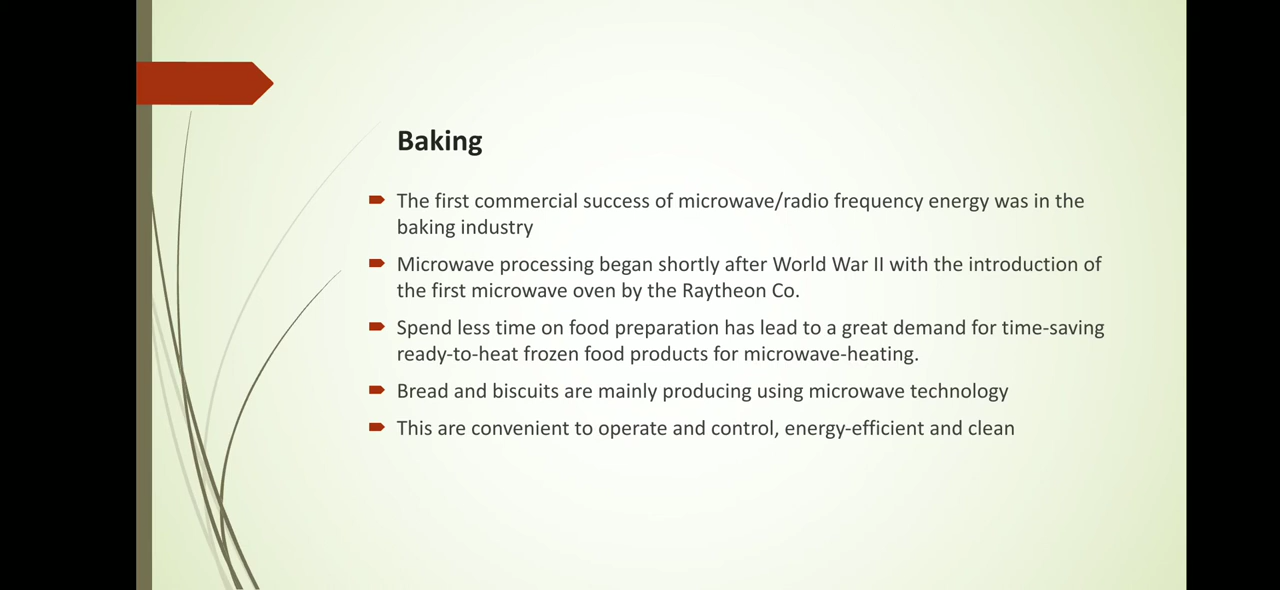 Baking
The first commercial success of microwave/radio frequency energy was in the
baking industry
Microwave processing began shortly after World War II with the introduction of
the first microwave oven by the Raytheon Co.
Spend less time on food preparation has lead to a great demand for time-saving
ready-to-heat frozen food products for microwave-heating.
Bread and biscuits are mainly producing using microwave technology
This are convenient to operate and control, energy-efficient and clean